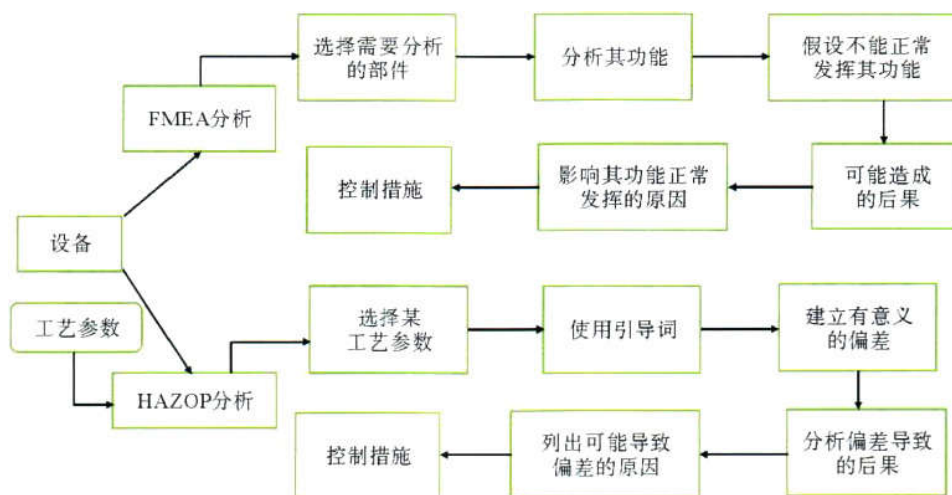 选择需要分析
的部件
分析其功能
假设不能正常
发挥其功能
FMEA分析
控制措施
影响其功能正常
发挥的原因
可能造成
的后果
设备
工艺参数
选择某
工艺参数
使用引导词
建立有意义
的偏差
HAZOP分析
控制措施
列出可能导致
偏差的原因
分析偏差导致
的后果